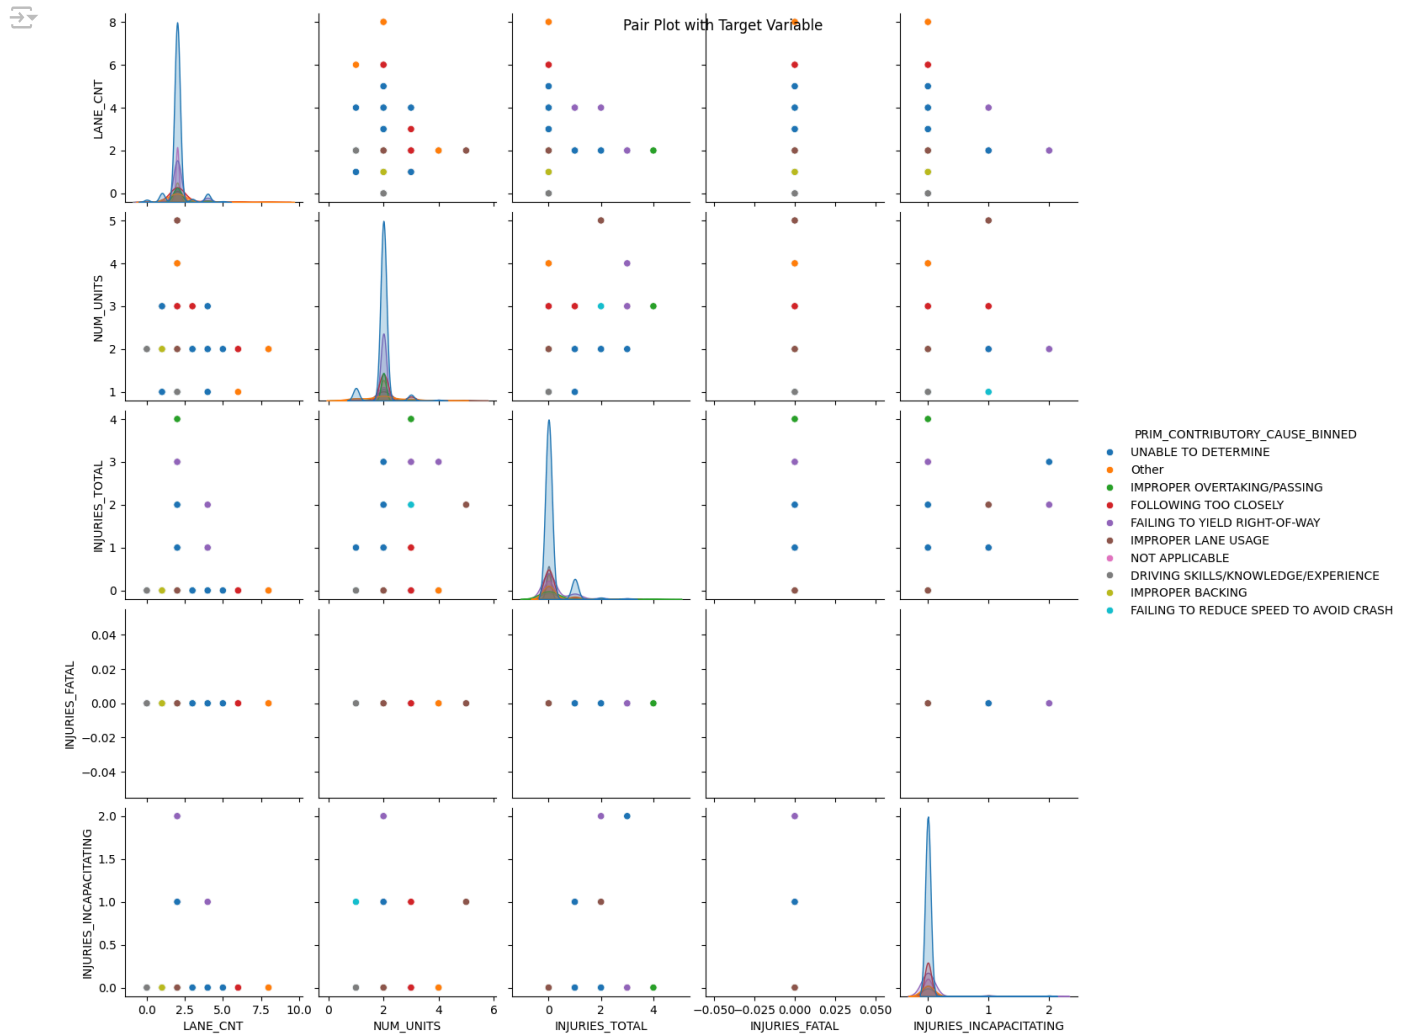 Pair Plot with Target Variable
8
6
4
2
0
LANE_CNT
5
4
3
2
1
NUM_UNITS
4
3
2
1
0
INJURIES_TOTAL
0.04
0.02
0.00
−0.02
−0.04
INJURIES_FATAL
2.0
1.5
1.0
0.5
0.0
INJURIES_INCAPACITATING
0.0 2.5 5.0 7.5 10.0
LANE_CNT
0 2 4 6
NUM_UNITS
0 2 4
INJURIES_TOTAL
−0.050 −0.025 0.000 0.025 0.050
INJURIES_FATAL
0 1 2
INJURIES_INCAPACITATING
PRIM_CONTRIBUTORY_CAUSE_BINNED
UNABLE TO DETERMINE
Other
IMPROPER OVERTAKING/PASSING
FOLLOWING TOO CLOSELY
FAILING TO YIELD RIGHT-OF-WAY
IMPROPER LANE USAGE
NOT APPLICABLE
DRIVING SKILLS/KNOWLEDGE/EXPERIENCE
IMPROPER BACKING
FAILING TO REDUCE SPEED TO AVOID CRASH